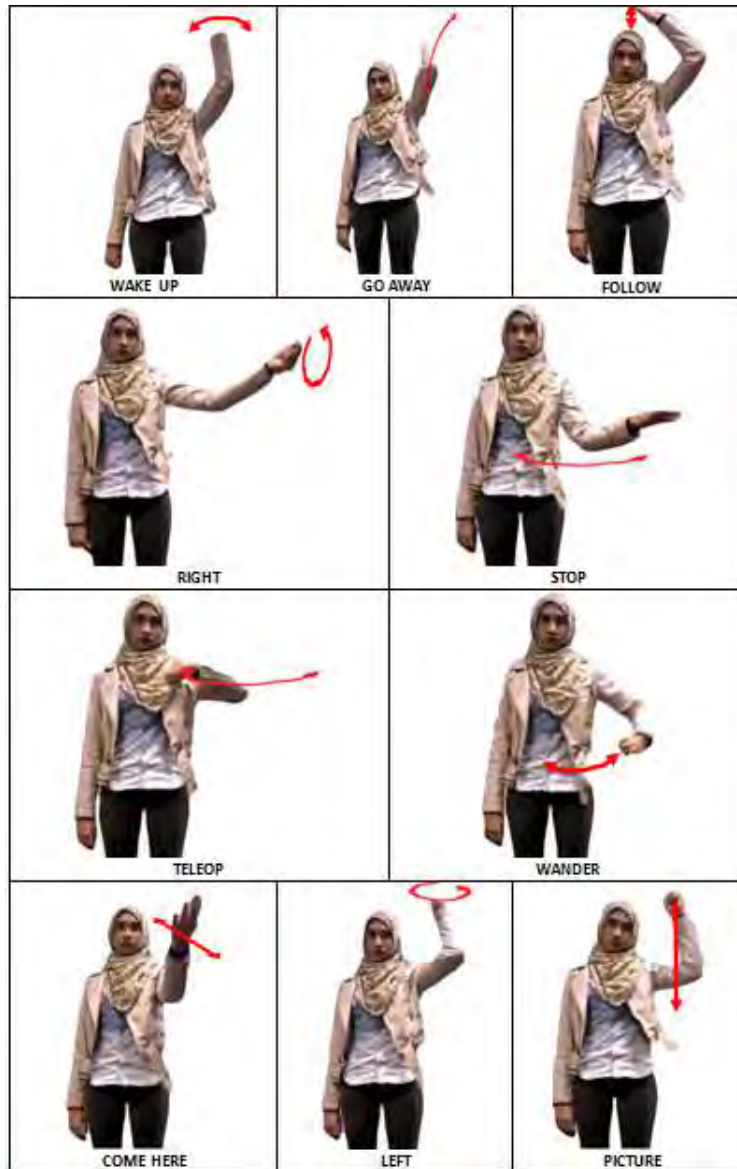 WAKE UP
GO AWAY
FOLLOW
RIGHT
STOP
TELEOP
WANDER
COME HERE
LEFT
PICTURE